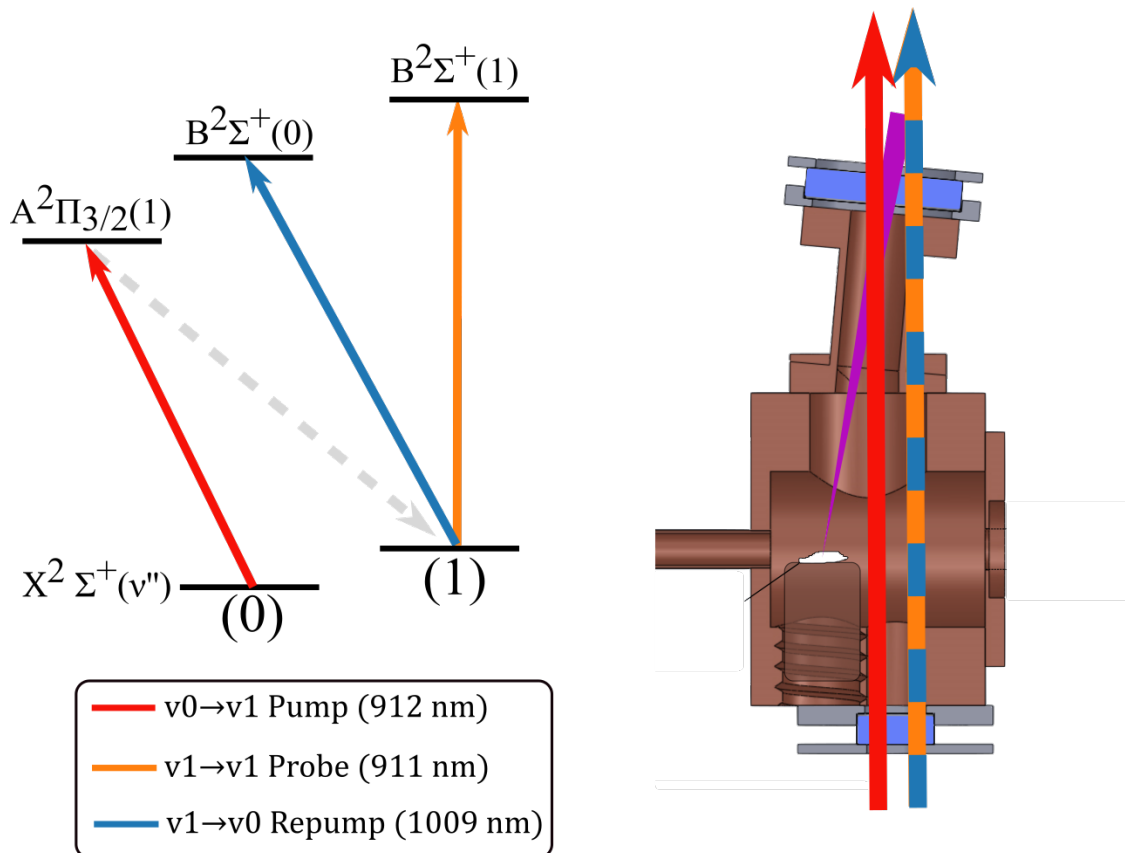 B²Σ⁺(1)
B²Σ⁺(0)
A²Π₃/₂(1)
X² Σ⁺(ν")
(0)
(1)
v0→v1 Pump (912 nm)
v1→v1 Probe (911 nm)
v1→v0 Repump (1009 nm)